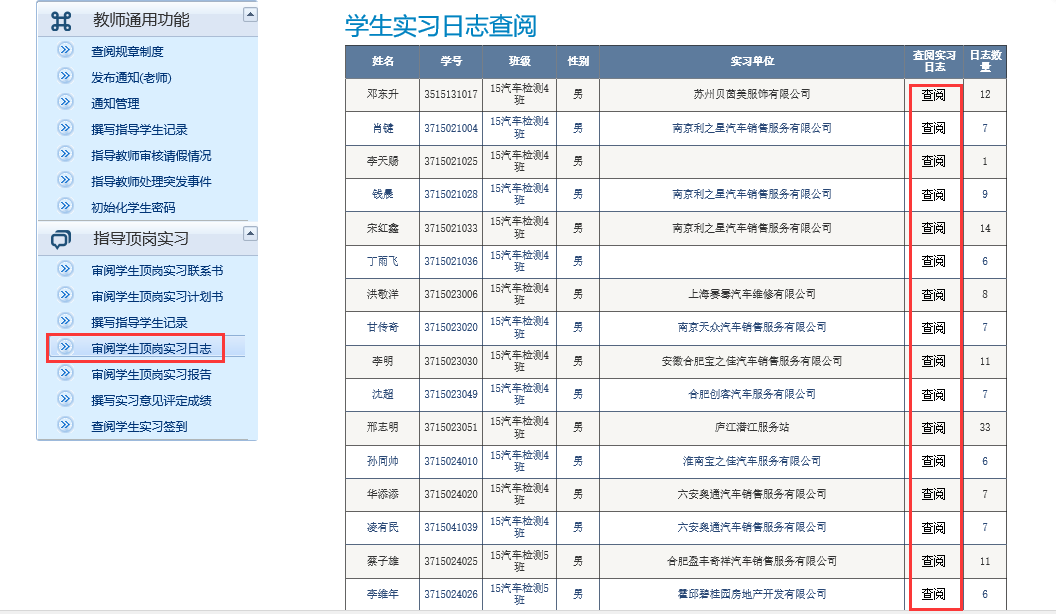 教师通用功能
查阅规章制度
发布通知(老师)
通知管理
撰写指导学生记录
指导教师审核请假情况
指导教师处理突发事件
初始化学生密码
指导顶岗实习
审阅学生顶岗实习联系书
审阅学生顶岗实习计划书
撰写指导学生记录
审阅学生顶岗实习日志
审阅学生顶岗实习报告
撰写实习意见评定成绩
查阅学生实习签到
学生实习日志查阅
姓名 学号 班级 性别 实习单位 查阅实习日志 日志数量
邓东升 3515131017 15汽车检测4班 男 苏州贝茵美服饰有限公司 查阅 12
肖键 3715021004 15汽车检测4班 男 南京利之星汽车销售服务有限公司 查阅 7
李天赐 3715021025 15汽车检测4班 男 查阅 1
钱晨 3715021028 15汽车检测4班 男 南京利之星汽车销售服务有限公司 查阅 9
宋红鑫 3715021033 15汽车检测4班 男 南京利之星汽车销售服务有限公司 查阅 14
丁雨飞 3715021036 15汽车检测4班 男 查阅 6
洪敬洋 3715023006 15汽车检测4班 男 上海赛骞汽车维修有限公司 查阅 8
甘传奇 3715023020 15汽车检测4班 男 南京天众汽车销售服务有限公司 查阅 7
李明 3715023030 15汽车检测4班 男 安徽合肥宝之佳汽车销售服务有限公司 查阅 11
沈超 3715023049 15汽车检测4班 男 合肥创客汽车服务有限公司 查阅 7
邢志明 3715023051 15汽车检测4班 男 庐江潜江服务站 查阅 33
孙同帅 3715024010 15汽车检测4班 男 淮南宝之佳汽车服务有限公司 查阅 6
华添添 3715024020 15汽车检测4班 男 六安奥通汽车销售服务有限公司 查阅 7
凌有民 3715041039 15汽车检测4班 男 六安奥通汽车销售服务有限公司 查阅 7
蔡子雄 3715024025 15汽车检测5班 男 合肥盈丰奇祥汽车销售服务有限公司 查阅 11
李维年 3715024026 15汽车检测5班 男 霍邱碧桂园房地产开发有限公司 查阅 6